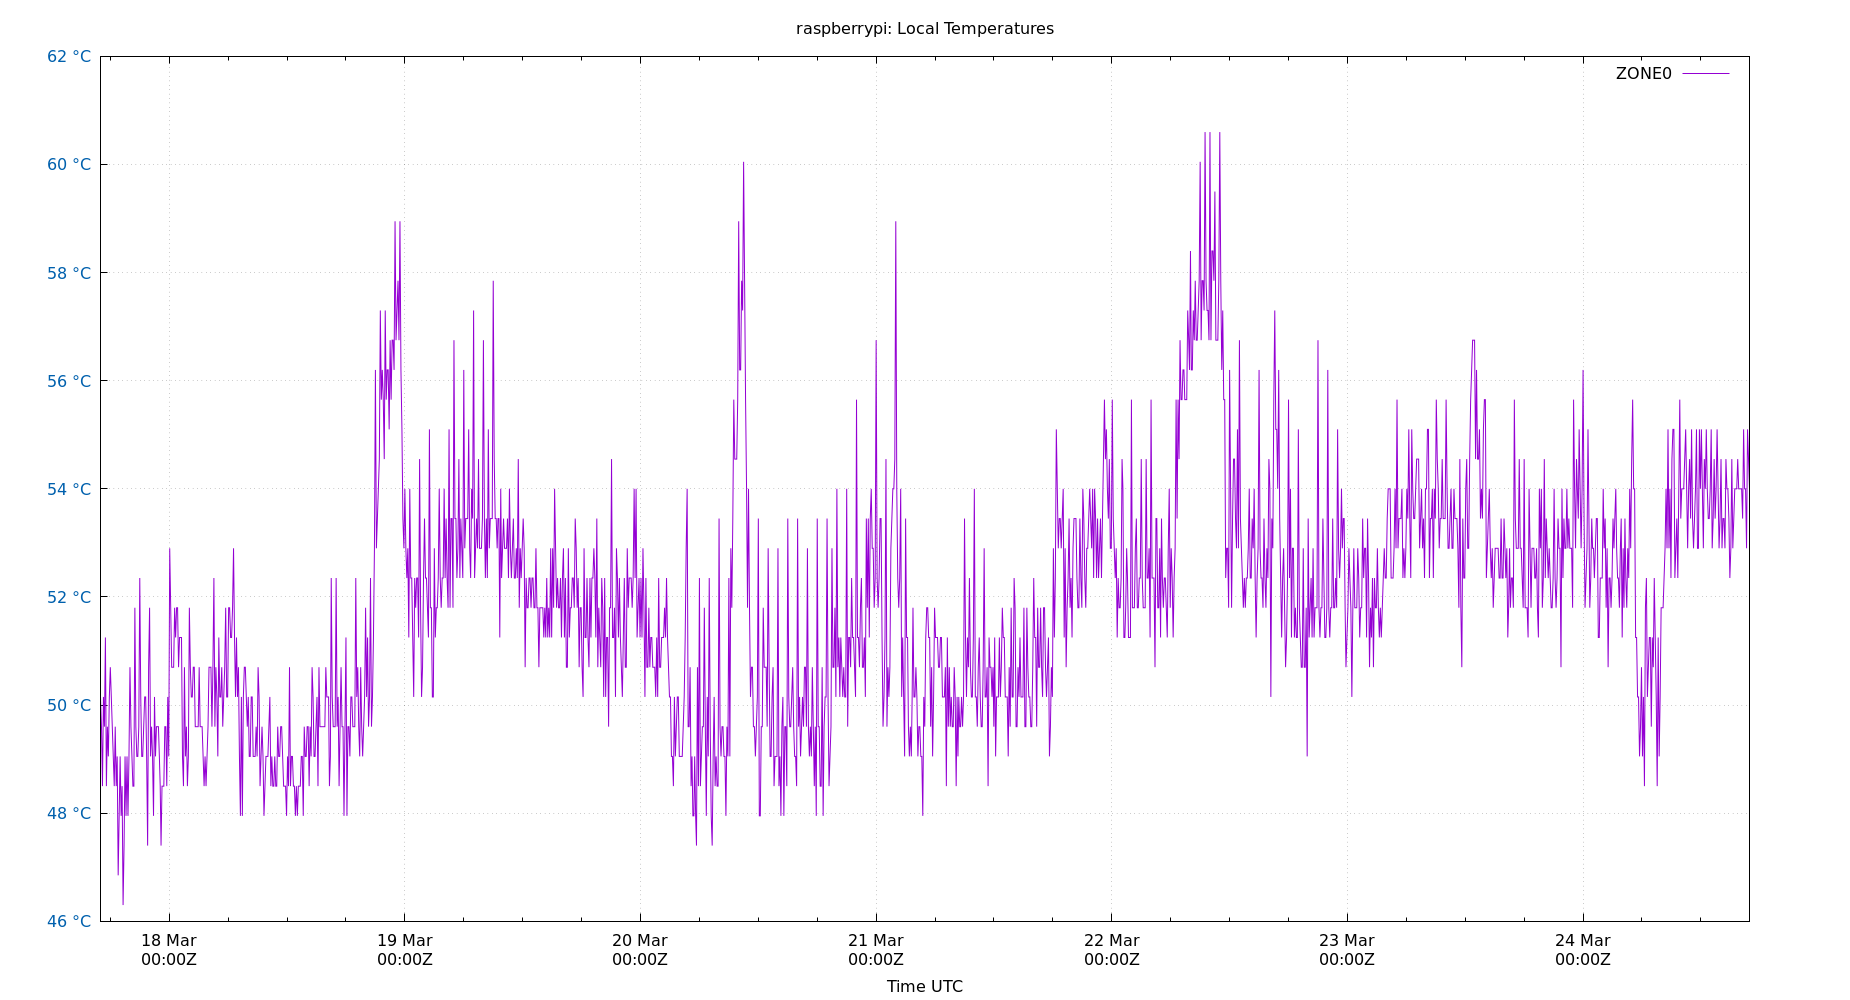 raspberrypi: Local Temperatures
62 °C
ZONE0
60 °C
58 °C
56 °C
54 °C
52 °C
50 °C
48 °C
46 °C
18 Mar 19 Mar 20 Mar 21 Mar 22 Mar 23 Mar 24 Mar
00:00Z 00:00Z 00:00Z 00:00Z 00:00Z 00:00Z 00:00Z
Time UTC